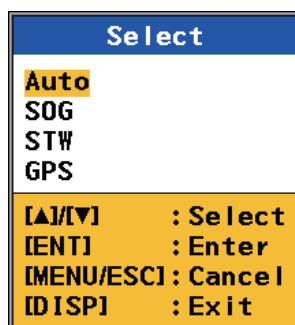 Select
Auto
SOG
STW
GPS
[▲]/[▼] :Select
[ENT] :Enter
[MENU/ESC]:Cancel
[DISP] :Exit